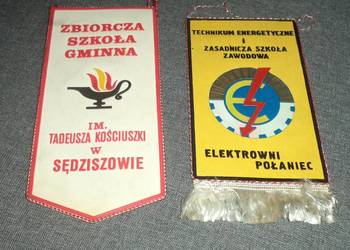 ZBIORCZA
SZKOŁA
GMINNA
IM.
TADEUSZA KOŚCIUSZKI
W
SĘDZISZOWIE
TECHNIKUM ENERGETYCZNE
i
ZASADNICZA SZKOŁA
ZAWODOWA
ELEKTROWNI
POŁANIEC